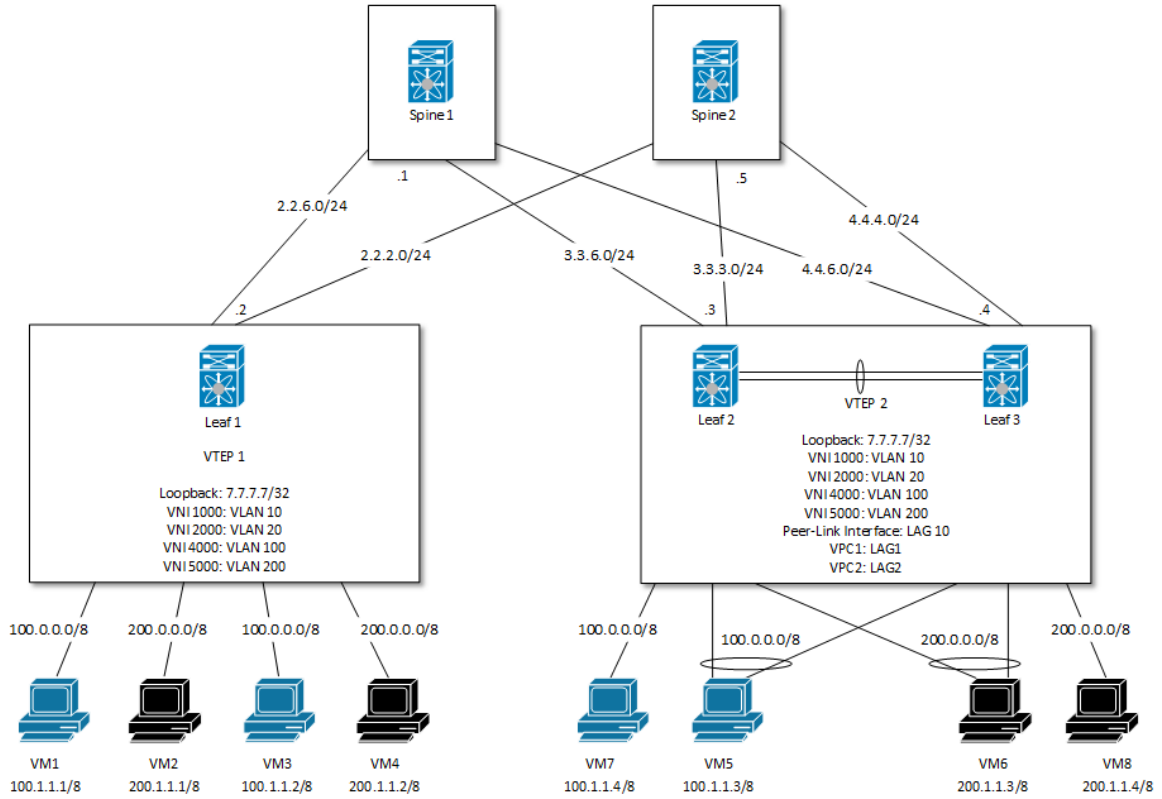 Spine 1
Spine 2
.1
.5
2.2.6.0/24
4.4.4.0/24
2.2.2.0/24
3.3.6.0/24
3.3.3.0/24
4.4.6.0/24
.2
.3
.4
Leaf 1
VTEP 1
Loopback: 7.7.7.7/32
VNI 1000: VLAN 10
VNI 2000: VLAN 20
VNI 4000: VLAN 100
VNI 5000: VLAN 200
Leaf 2
VTEP 2
Leaf 3
Loopback: 7.7.7.7/32
VNI 1000: VLAN 10
VNI 2000: VLAN 20
VNI 4000: VLAN 100
VNI 5000: VLAN 200
Peer-Link Interface: LAG 10
VPC1: LAG1
VPC2: LAG2
100.0.0.0/8
200.0.0.0/8
100.0.0.0/8
200.0.0.0/8
100.0.0.0/8
100.0.0.0/8
200.0.0.0/8
200.0.0.0/8
VM1
100.1.1.1/8
VM2
200.1.1.1/8
VM3
100.1.1.2/8
VM4
200.1.1.2/8
VM7
100.1.1.4/8
VM5
100.1.1.3/8
VM6
200.1.1.3/8
VM8
200.1.1.4/8